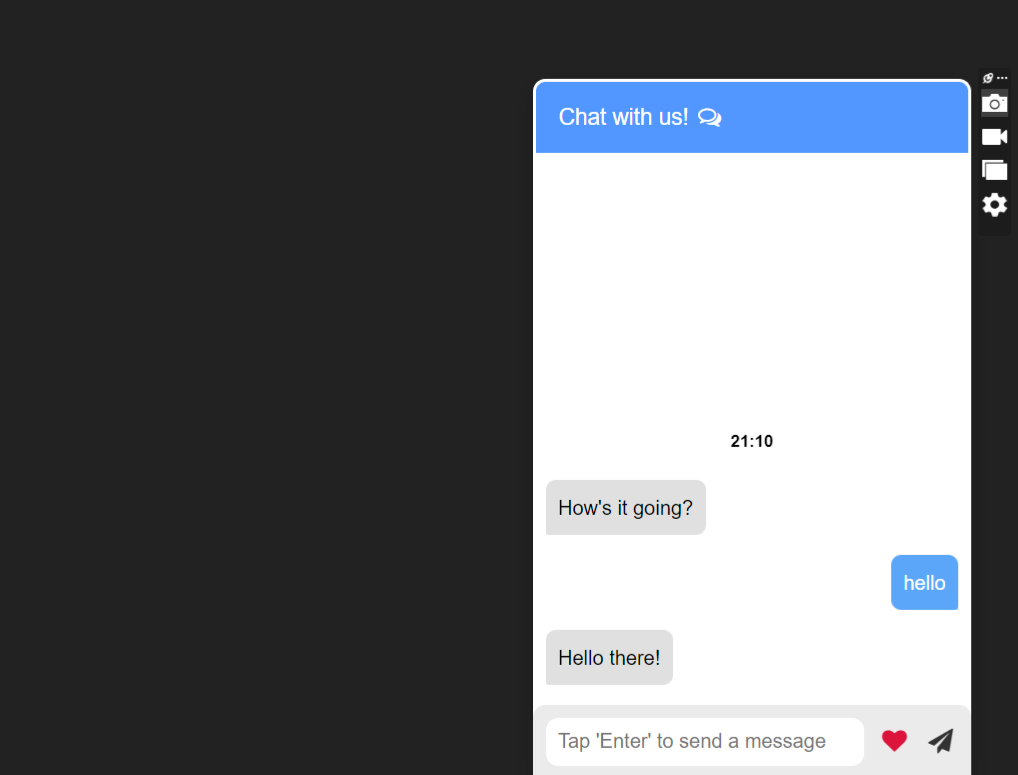 Chat with us!
21:10
How's it going?
hello
Hello there!
Tap 'Enter' to send a message